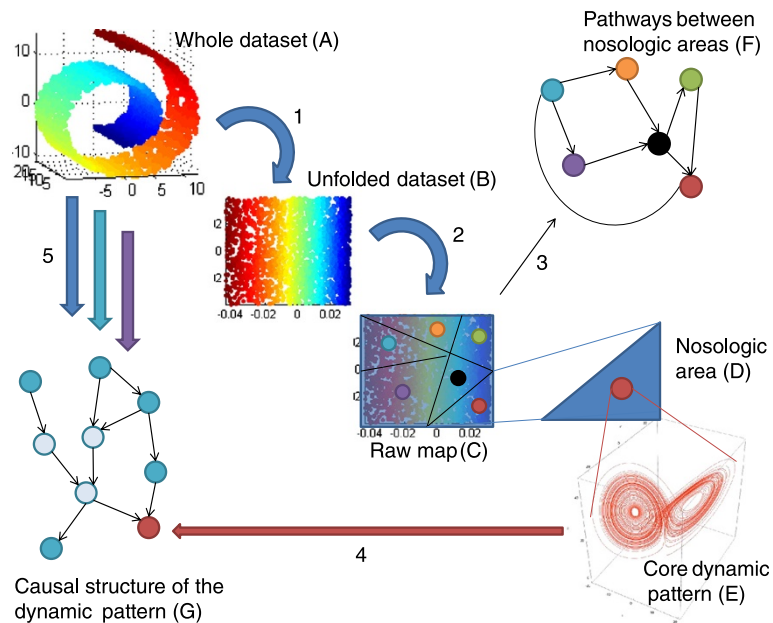 Whole dataset (A)
10
0
-10
20
10
-5
-5
0
5
10
1
Unfolded dataset (B)
0
-0.04 -0.02 0 0.02
2
Pathways between
nosologic areas (F)
3
5
0
-0.04 -0.02 0 0.02
Raw map (C)
Nosologic
area (D)
4
Core dynamic
pattern (E)
Causal structure of the
dynamic pattern (G)